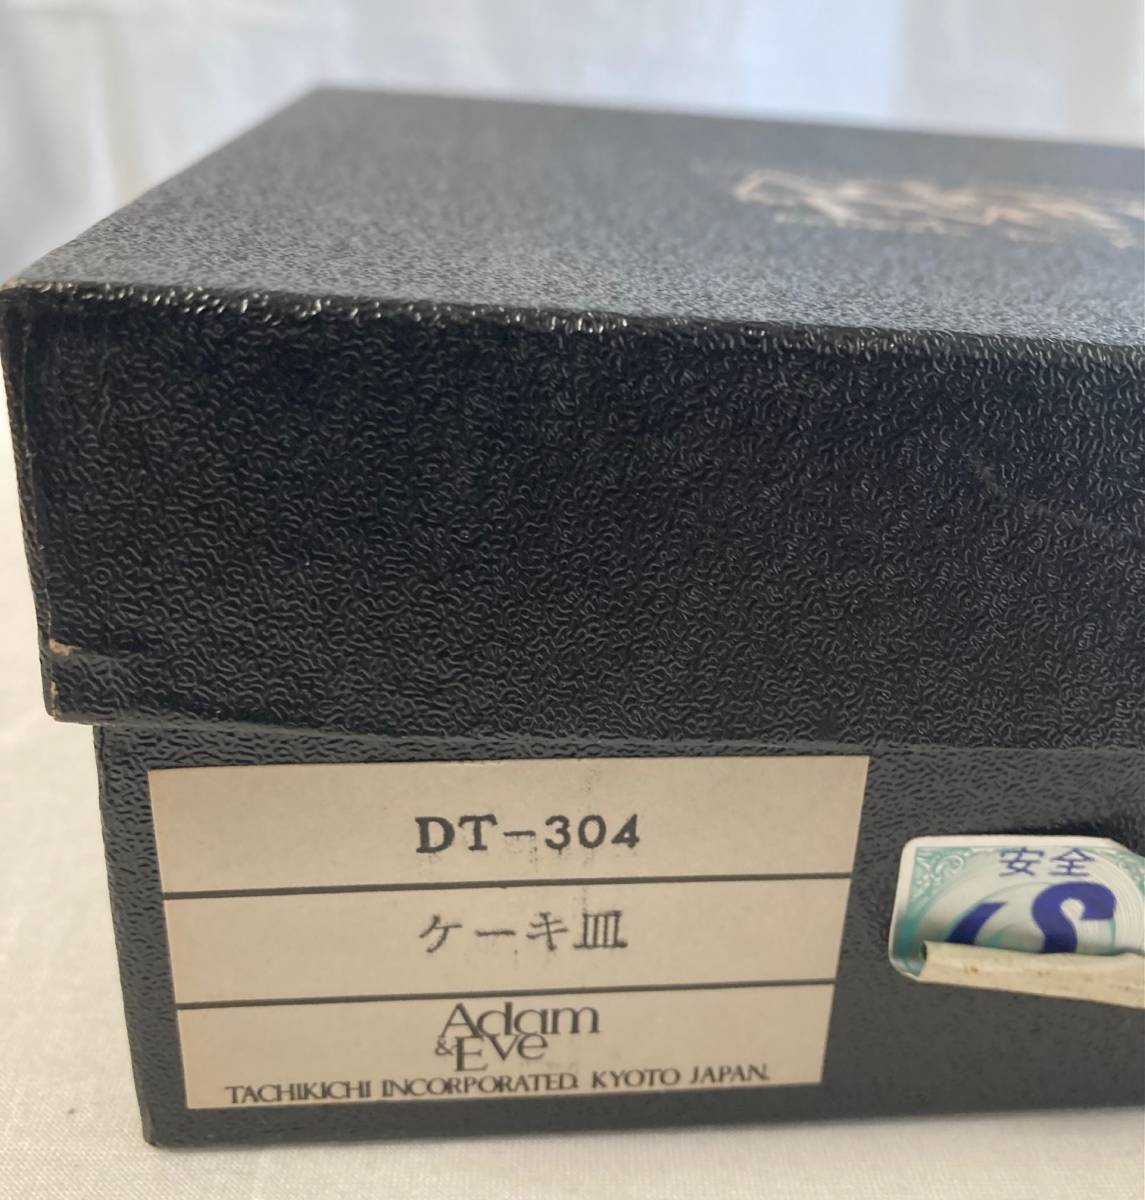 DT-304
ケーキ皿
Adam
& Eve
TACHIKICHI INCORPORATED. KYOTO JAPAN.
安全
S